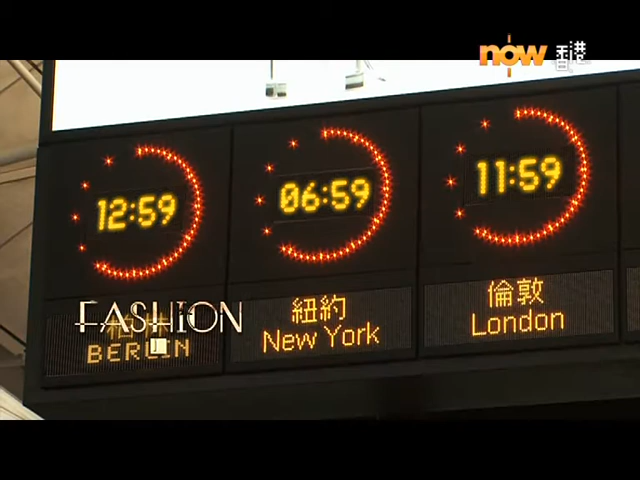 now 香港
12:59
06:59
11:59
FASHION
BERLIN
紐約
New York
倫敦
London